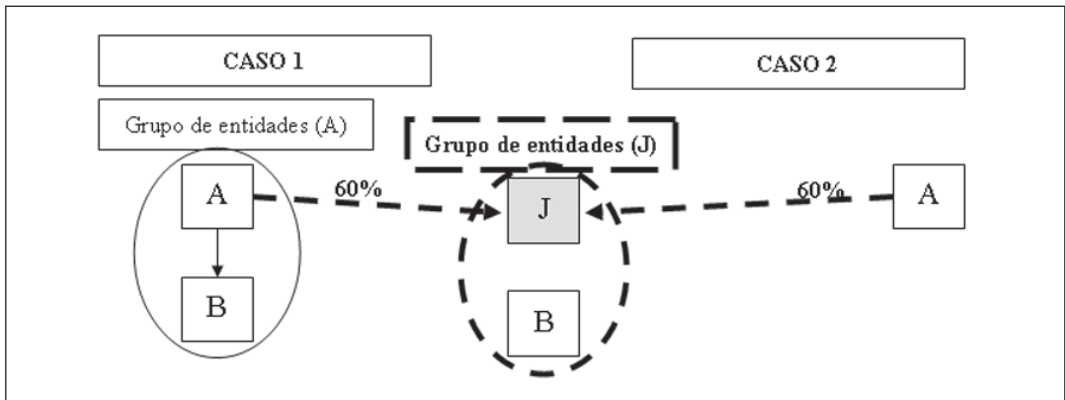 CASO 1
CASO 2
Grupo de entidades (A)
Grupo de entidades (J)
A
60%
J
60%
A
B
B